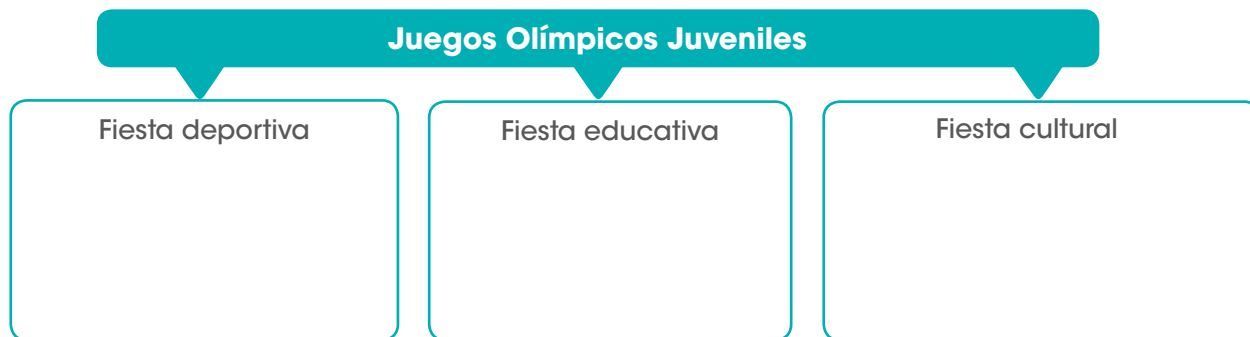 Juegos Olímpicos Juveniles
Fiesta deportiva
Fiesta educativa
Fiesta cultural